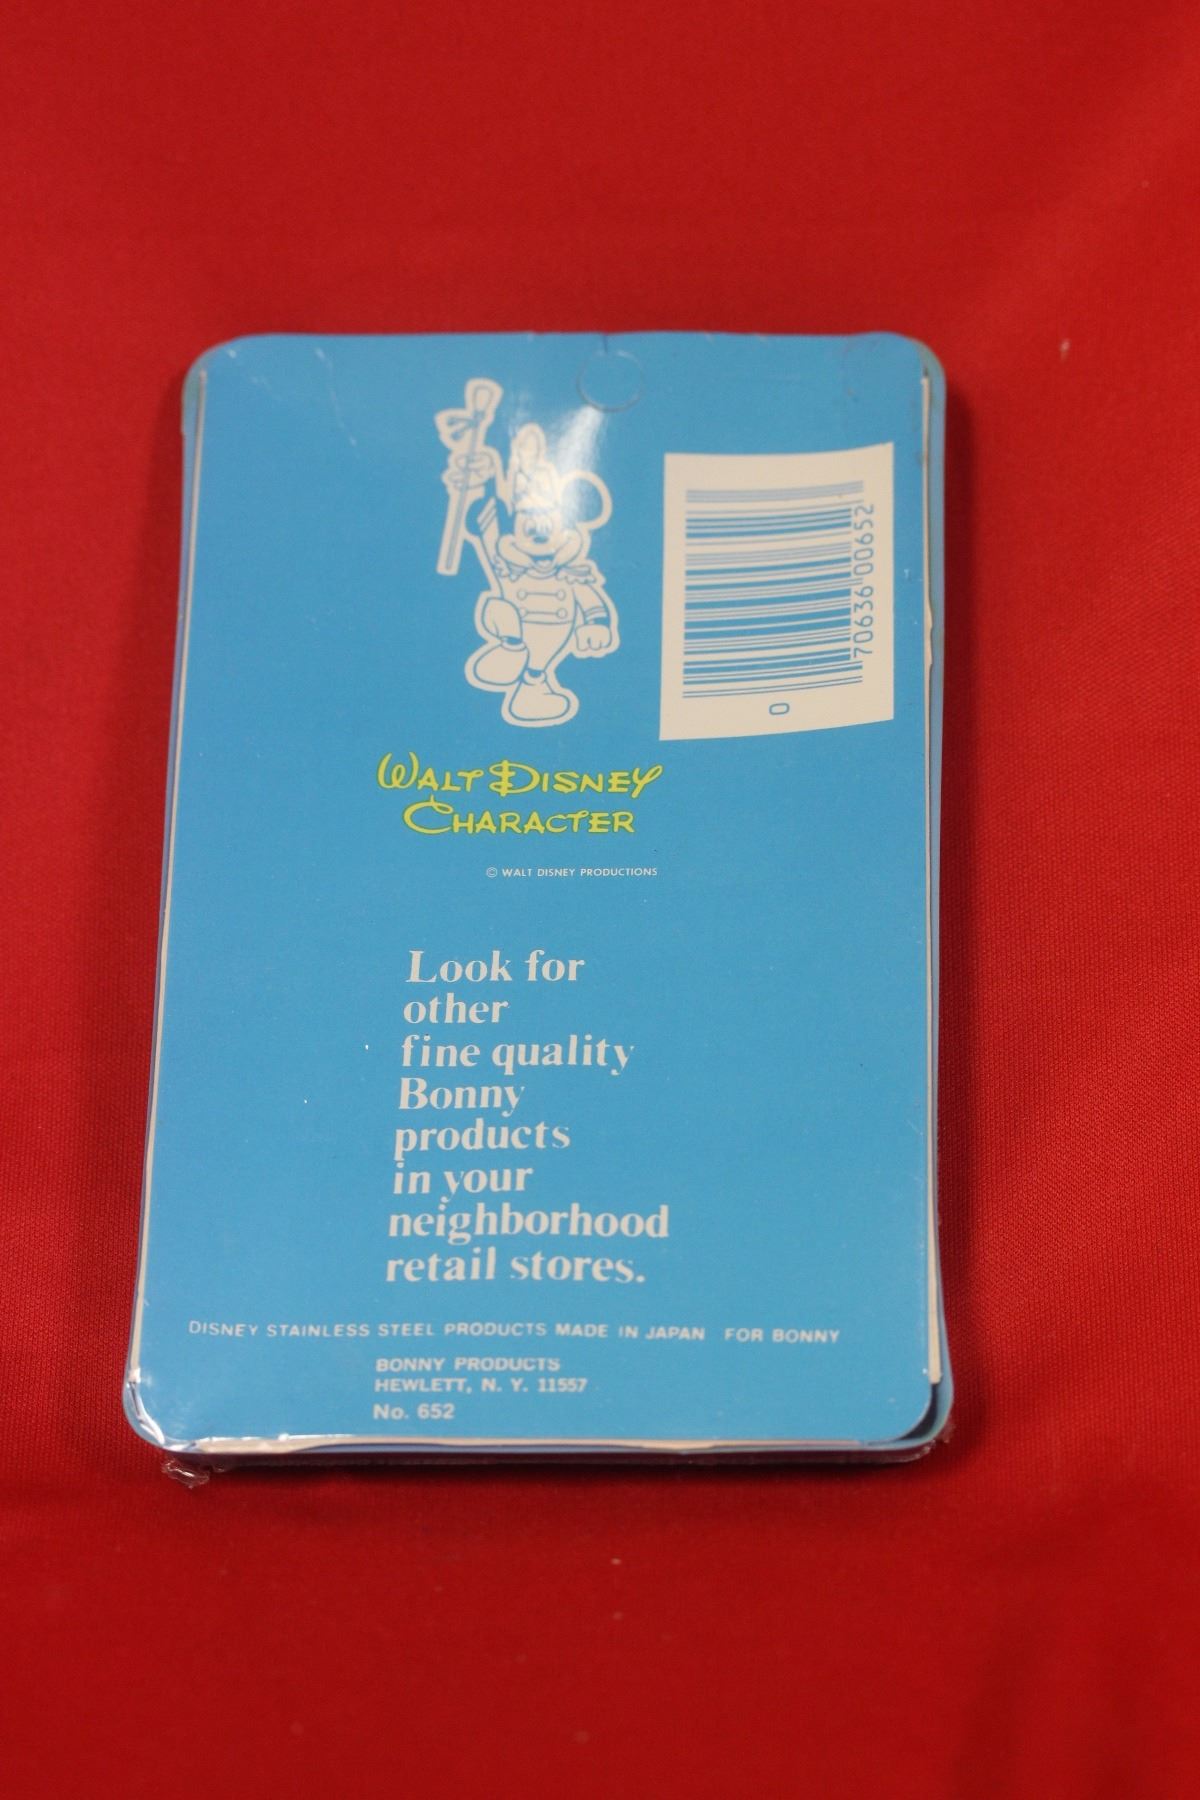 70636 00652
0
WALT DISNEY
CHARACTER
© WALT DISNEY PRODUCTIONS
Look for
other
fine quality
Bonny
products
in your
neighborhood
retail stores.
DISNEY STAINLESS STEEL PRODUCTS MADE IN JAPAN FOR BONNY
BONNY PRODUCTS
HEWLETT, N. Y. 11557
No. 652